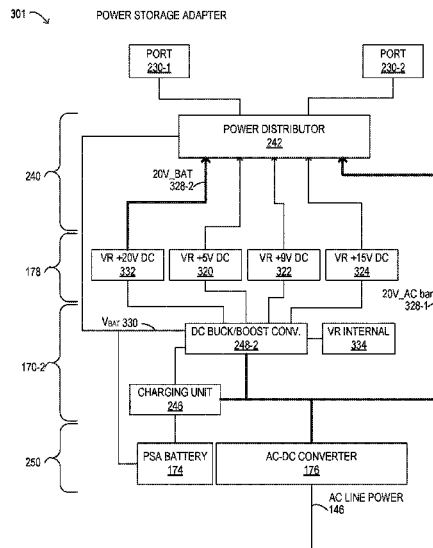 301
POWER STORAGE ADAPTER
PORT
230-1
PORT
230-2
POWER DISTRIBUTOR
242
240
20V_BAT
328-2
178
VR +20V DC
332
VR +5V DC
320
VR +9V DC
322
VR +15V DC
324
20V_AC bar
328-1
VBAT 330
DC BUCK/BOOST CONV.
248-2
VR INTERNAL
334
170-2
CHARGING UNIT
246
250
PSA BATTERY
174
AC-DC CONVERTER
176
AC LINE POWER
146